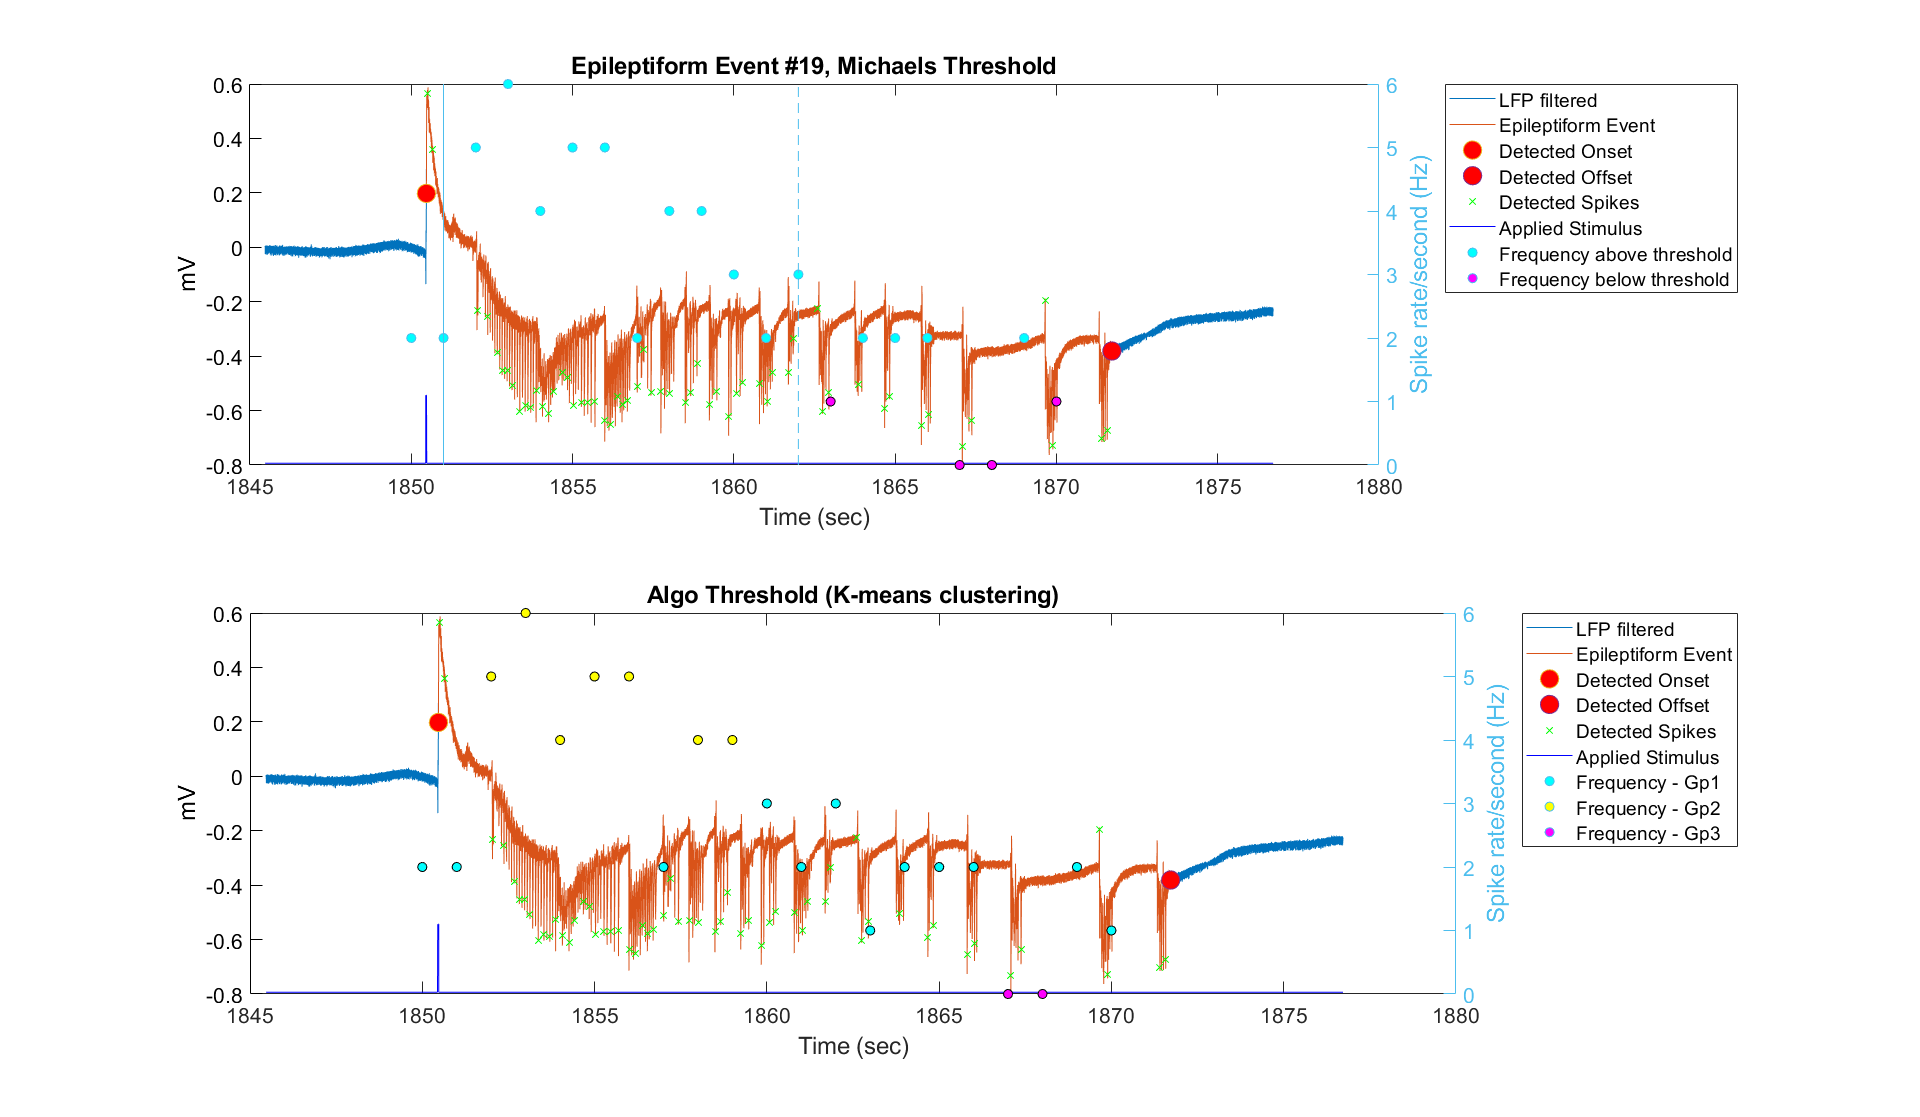 Epileptiform Event #19, Michaels Threshold
0.6
0.4
0.2
0
-0.2
-0.4
-0.6
-0.8
mV
1845
1850
1855
1860
1865
1870
1875
1880
Time (sec)
6
5
4
3
2
1
0
Spike rate/second (Hz)
LFP filtered
Epileptiform Event
Detected Onset
Detected Offset
Detected Spikes
Applied Stimulus
Frequency above threshold
Frequency below threshold
Algo Threshold (K-means clustering)
0.6
0.4
0.2
0
-0.2
-0.4
-0.6
-0.8
mV
1845
1850
1855
1860
1865
1870
1875
1880
Time (sec)
6
5
4
3
2
1
0
Spike rate/second (Hz)
LFP filtered
Epileptiform Event
Detected Onset
Detected Offset
Detected Spikes
Applied Stimulus
Frequency - Gp1
Frequency - Gp2
Frequency - Gp3